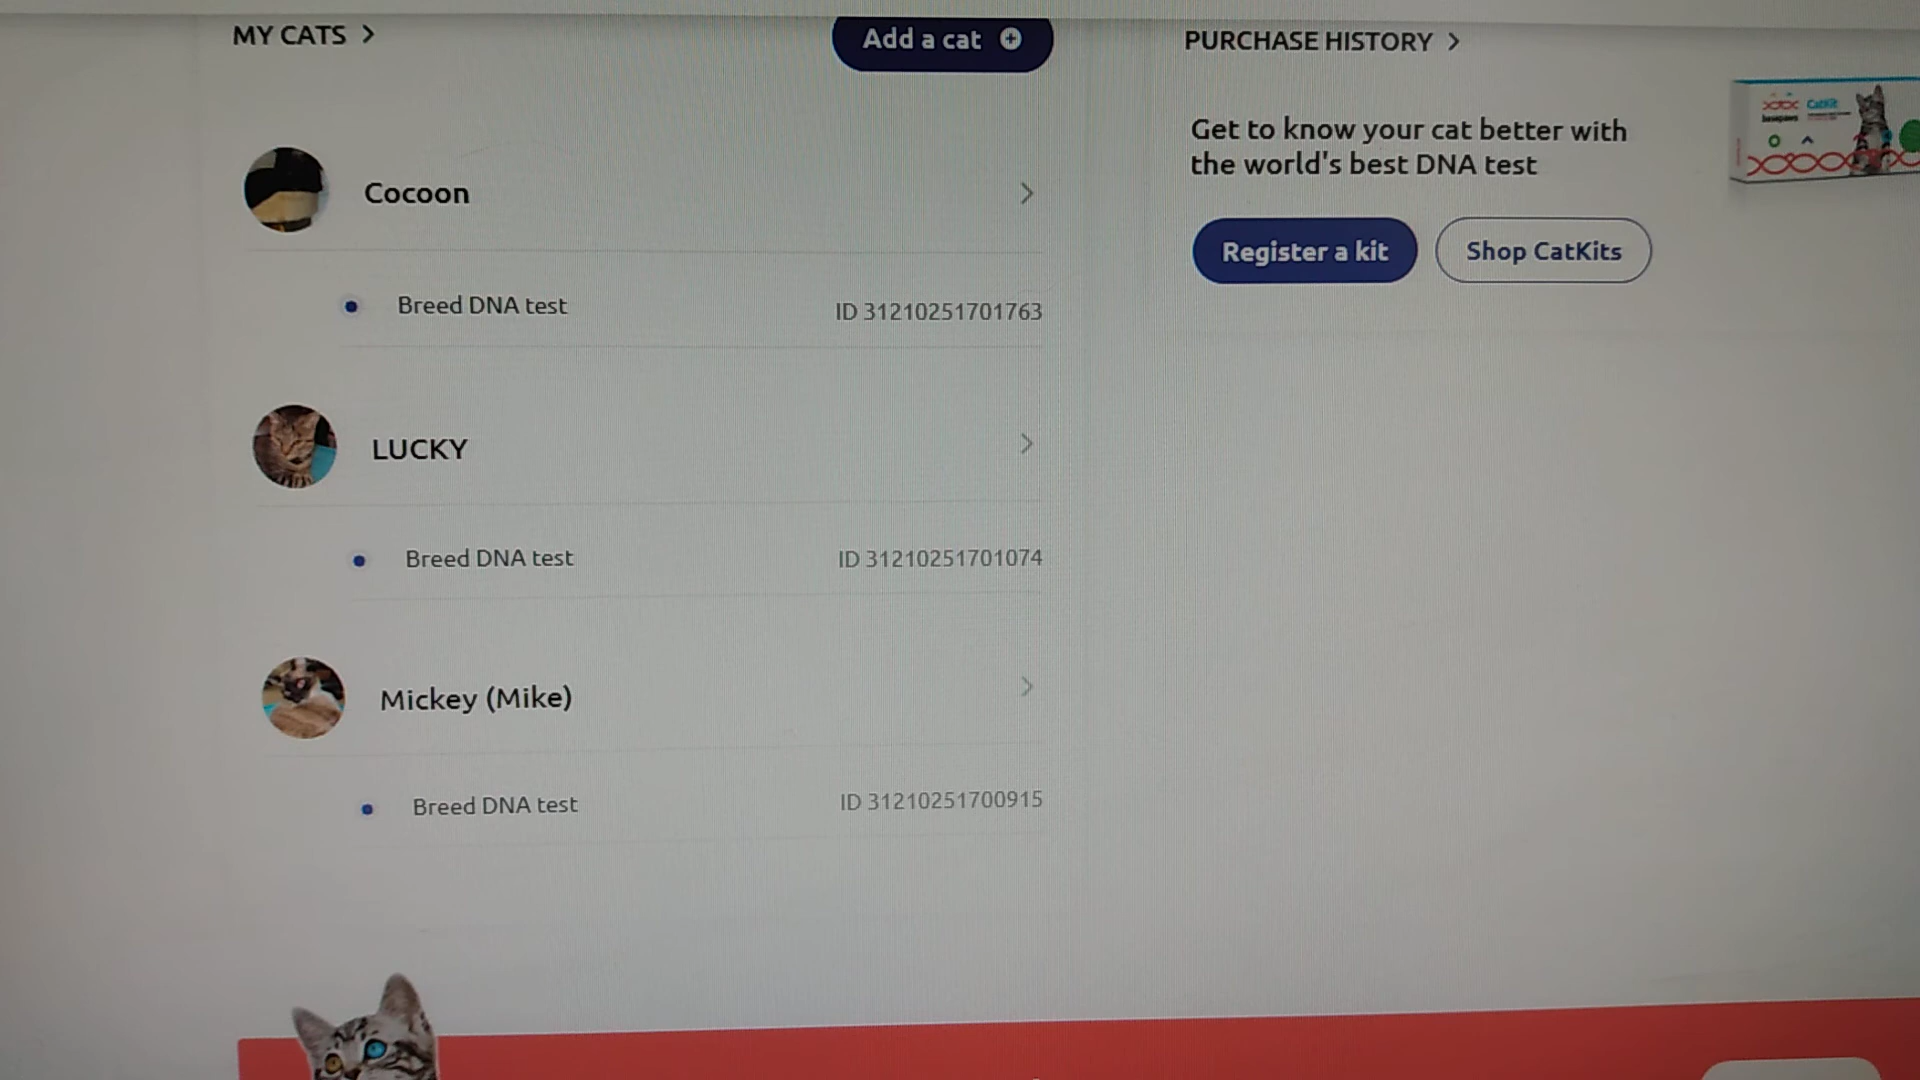 MY CATS >
Add a cat
Cocoon
Breed DNA test
ID 31210251701763
LUCKY
Breed DNA test
ID 31210251701074
Mickey (Mike)
Breed DNA test
ID 31210251700915
PURCHASE HISTORY >
Get to know your cat better with
the world's best DNA test
Register a kit
Shop CatKits
CatKit
basepaws